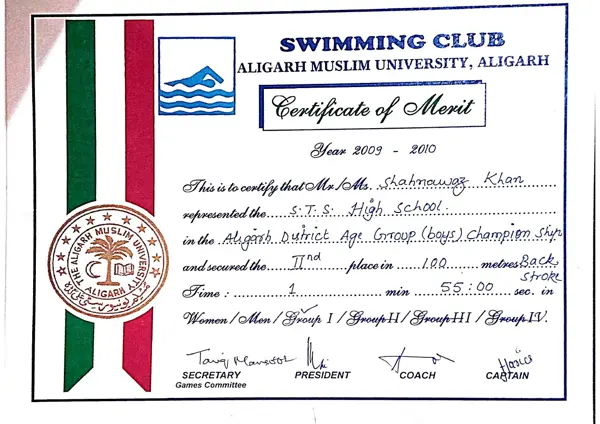 SWIMMING CLUB
ALIGARH MUSLIM UNIVERSITY, ALIGARH
Certificate of Merit
Year 2009 - 2010
This is to certify that Mr./Ms. Shahnawaz Khan
represented the S.T.S. High School
in the Aligarh District Age Group (boys) Champion Ship
and secured the IInd place in 100 metres Back Stroke
Time : 1 min 55:00 sec. in
Women / Men / Group I / Group II / Group III / Group IV.
THE ALIGARH MUSLIM UNIVERSITY
ALIGARH
SECRETARY PRESIDENT COACH CAPTAIN
Games Committee